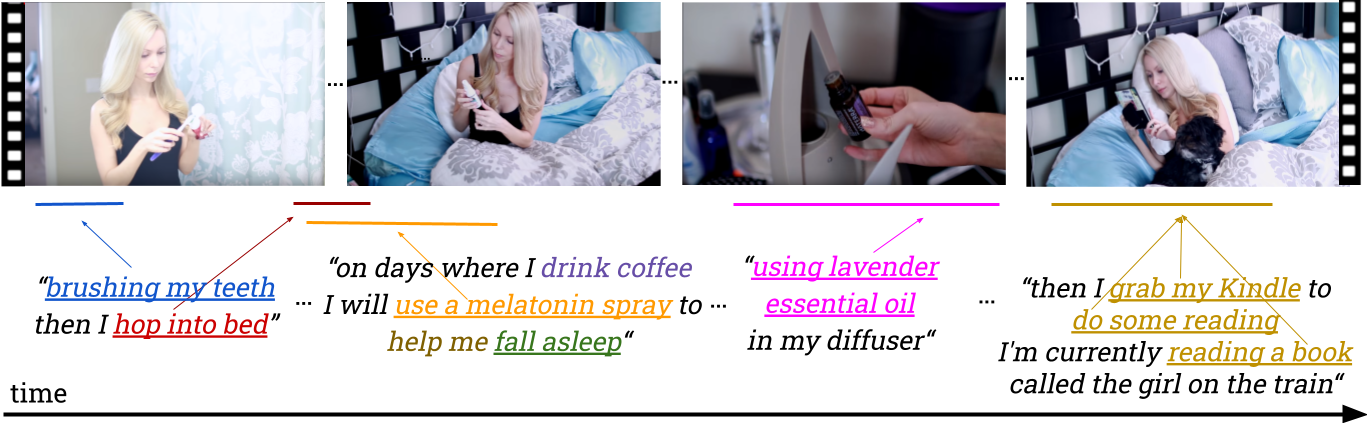 “brushing my teeth
then I hop into bed”
...
“on days where I drink coffee
I will use a melatonin spray to
help me fall asleep“
...
“using lavender
essential oil
in my diffuser“
...
“then I grab my Kindle to
do some reading
I'm currently reading a book
called the girl on the train“
time